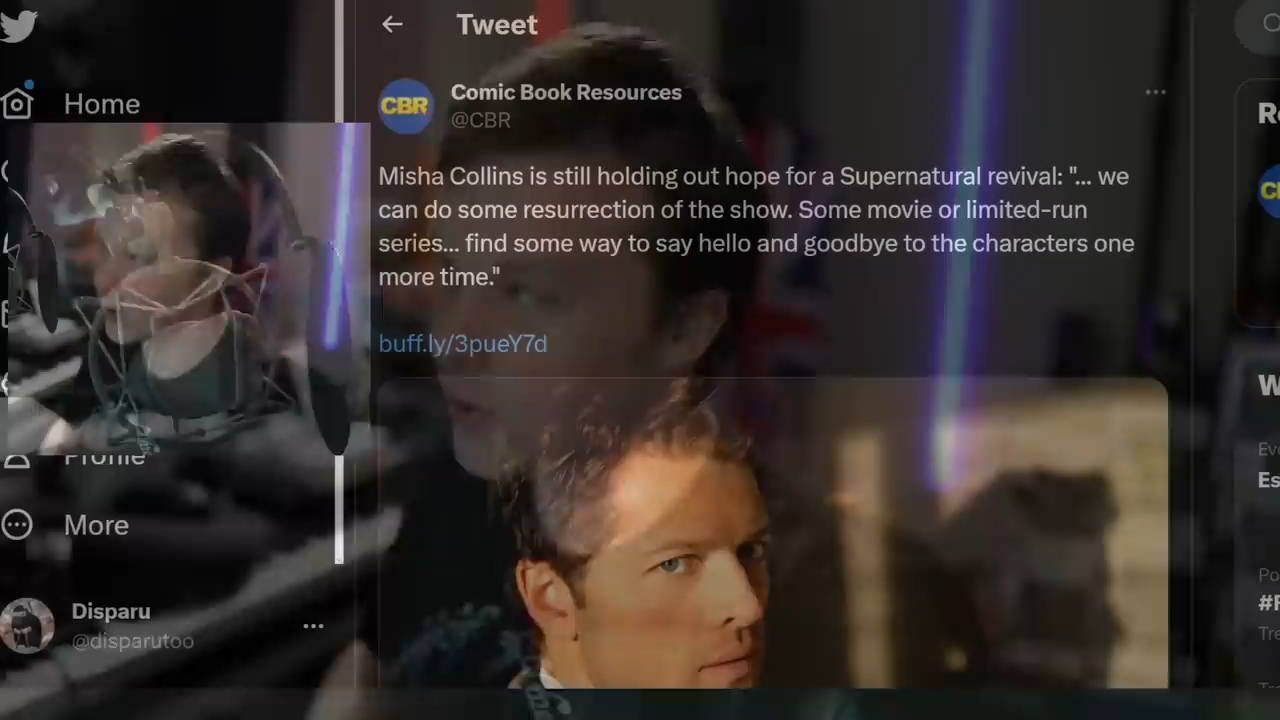 Tweet
Home
CBR
Comic Book Resources
@CBR
Misha Collins is still holding out hope for a Supernatural revival: "... we
can do some resurrection of the show. Some movie or limited-run
series... find some way to say hello and goodbye to the characters one
more time."
buff.ly/3pueY7d
Profile
More
Disparu
@disparutoo